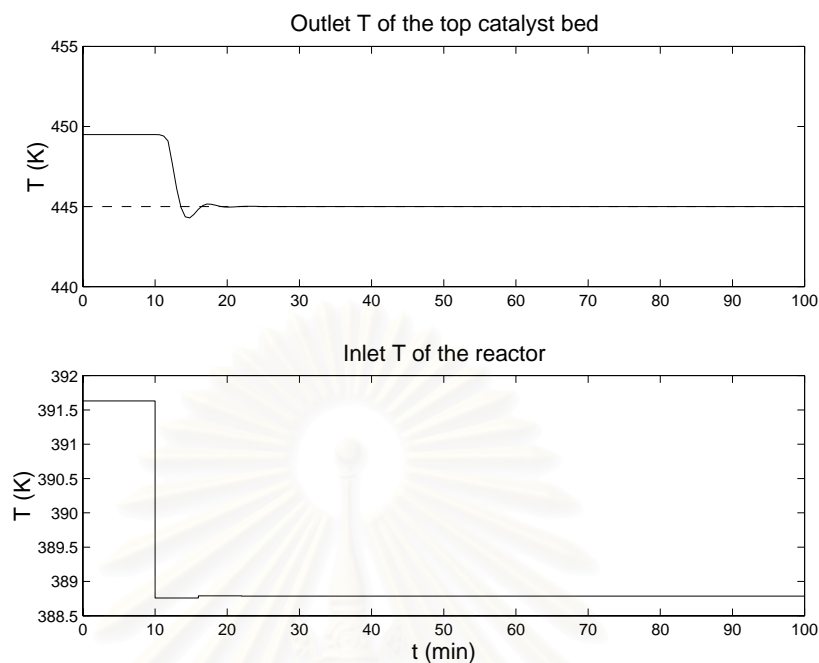 Outlet T of the top catalyst bed
455
450
445
440
T (K)
0 10 20 30 40 50 60 70 80 90 100
Inlet T of the reactor
392
391.5
391
390.5
390
389.5
389
388.5
T (K)
0 10 20 30 40 50 60 70 80 90 100
t (min)